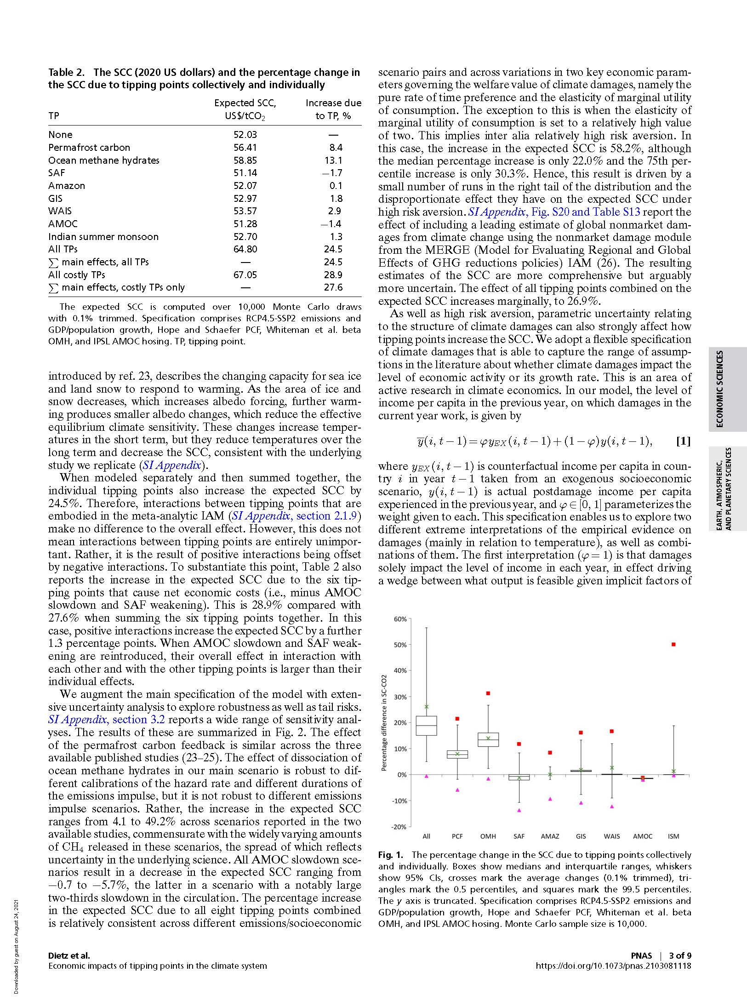 Table 2. The SCC (2020 US dollars) and the percentage change in
the SCC due to tipping points collectively and individually
TP Expected SCC, US$/tCO2 Increase due to TP, %
None 52.03 —
Permafrost carbon 56.41 8.4
Ocean methane hydrates 58.85 13.1
SAF 51.14 −1.7
Amazon 52.07 0.1
GIS 52.97 1.8
WAIS 53.57 2.9
AMOC 51.28 −1.4
Indian summer monsoon 52.70 1.3
All TPs 64.80 24.5
∑ main effects, all TPs — 24.5
All costly TPs 67.05 28.9
∑ main effects, costly TPs only — 27.6
The expected SCC is computed over 10,000 Monte Carlo draws
with 0.1% trimmed. Specification comprises RCP4.5-SSP2 emissions and
GDP/population growth, Hope and Schaefer PCF, Whiteman et al. beta
OMH, and IPSL AMOC hosing. TP, tipping point.
introduced by ref. 23, describes the changing capacity for sea ice
and land snow to respond to warming. As the area of ice and
snow decreases, which increases albedo forcing, further warm-
ing produces smaller albedo changes, which reduce the effective
equilibrium climate sensitivity. These changes increase temper-
atures in the short term, but they reduce temperatures over the
long term and decrease the SCC, consistent with the underlying
study we replicate (SI Appendix).
When modeled separately and then summed together, the
individual tipping points also increase the expected SCC by
24.5%. Therefore, interactions between tipping points that are
embodied in the meta-analytic IAM (SI Appendix, section 2.1.9)
make no difference to the overall effect. However, this does not
mean interactions between tipping points are entirely unimpor-
tant. Rather, it is the result of positive interactions being offset
by negative interactions. To substantiate this point, Table 2 also
reports the increase in the expected SCC due to the six tip-
ping points that cause net economic costs (i.e., minus AMOC
slowdown and SAF weakening). This is 28.9% compared with
27.6% when summing the six tipping points together. In this
case, positive interactions increase the expected SCC by a further
1.3 percentage points. When AMOC slowdown and SAF weak-
ening are reintroduced, their overall effect in interaction with
each other and with the other tipping points is larger than their
individual effects.
We augment the main specification of the model with exten-
sive uncertainty analysis to explore robustness as well as tail risks.
SI Appendix, section 3.2 reports a wide range of sensitivity anal-
yses. The results of these are summarized in Fig. 2. The effect
of the permafrost carbon feedback is similar across the three
available published studies (23–25). The effect of dissociation of
ocean methane hydrates in our main scenario is robust to dif-
ferent calibrations of the hazard rate and different durations of
the emissions impulse, but it is not robust to different emissions
impulse scenarios. Rather, the increase in the expected SCC
ranges from 4.1 to 49.2% across scenarios reported in the two
available studies, commensurate with the widely varying amounts
of CH4 released in these scenarios, the spread of which reflects
uncertainty in the underlying science. All AMOC slowdown sce-
narios result in a decrease in the expected SCC ranging from
−0.7 to −5.7%, the latter in a scenario with a notably large
two-thirds slowdown in the circulation. The percentage increase
in the expected SCC due to all eight tipping points combined
is relatively consistent across different emissions/socioeconomic
scenario pairs and across variations in two key economic param-
eters governing the welfare value of climate damages, namely the
pure rate of time preference and the elasticity of marginal utility
of consumption. The exception to this is when the elasticity of
marginal utility of consumption is set to a relatively high value
of two. This implies inter alia relatively high risk aversion. In
this case, the increase in the expected SCC is 58.2%, although
the median percentage increase is only 22.0% and the 75th per-
centile increase is only 30.3%. Hence, this result is driven by a
small number of runs in the right tail of the distribution and the
disproportionate effect they have on the expected SCC under
high risk aversion. SI Appendix, Fig. S20 and Table S13 report the
effect of including a leading estimate of global nonmarket dam-
ages from climate change using the nonmarket damage module
from the MERGE (Model for Evaluating Regional and Global
Effects of GHG reductions policies) IAM (26). The resulting
estimates of the SCC are more comprehensive but arguably
more uncertain. The effect of all tipping points combined on the
expected SCC increases marginally, to 26.9%.
As well as high risk aversion, parametric uncertainty relating
to the structure of climate damages can also strongly affect how
tipping points increase the SCC. We adopt a flexible specification
of climate damages that is able to capture the range of assump-
tions in the literature about whether climate damages impact the
level of economic activity or its growth rate. This is an area of
active research in climate economics. In our model, the level of
income per capita in the previous year, on which damages in the
current year work, is given by
y̅(i, t − 1) = φyEX(i, t − 1) + (1 − φ)y(i, t − 1), [1]
where yEX(i, t − 1) is counterfactual income per capita in coun-
try i in year t − 1 taken from an exogenous socioeconomic
scenario, y(i, t − 1) is actual postdamage income per capita
experienced in the previous year, and φ ∈ [0, 1] parameterizes the
weight given to each. This specification enables us to explore two
different extreme interpretations of the empirical evidence on
damages (mainly in relation to temperature), as well as combi-
nations of them. The first interpretation (φ = 1) is that damages
solely impact the level of income in each year, in effect driving
a wedge between what output is feasible given implicit factors of
Percentage difference in SC-CO2
60%
50%
40%
30%
20%
10%
0%
-10%
-20%
All PCF OMH SAF AMAZ GIS WAIS AMOC ISM
Fig. 1. The percentage change in the SCC due to tipping points collectively
and individually. Boxes show medians and interquartile ranges, whiskers
show 95% CIs, crosses mark the average changes (0.1% trimmed), tri-
angles mark the 0.5 percentiles, and squares mark the 99.5 percentiles.
The y axis is truncated. Specification comprises RCP4.5-SSP2 emissions and
GDP/population growth, Hope and Schaefer PCF, Whiteman et al. beta
OMH, and IPSL AMOC hosing. Monte Carlo sample size is 10,000.
ECONOMIC SCIENCES
EARTH, ATMOSPHERIC,
AND PLANETARY SCIENCES
Dietz et al.
Economic impacts of tipping points in the climate system
PNAS | 3 of 9
https://doi.org/10.1073/pnas.2103081118
Downloaded by guest on August 24, 2021